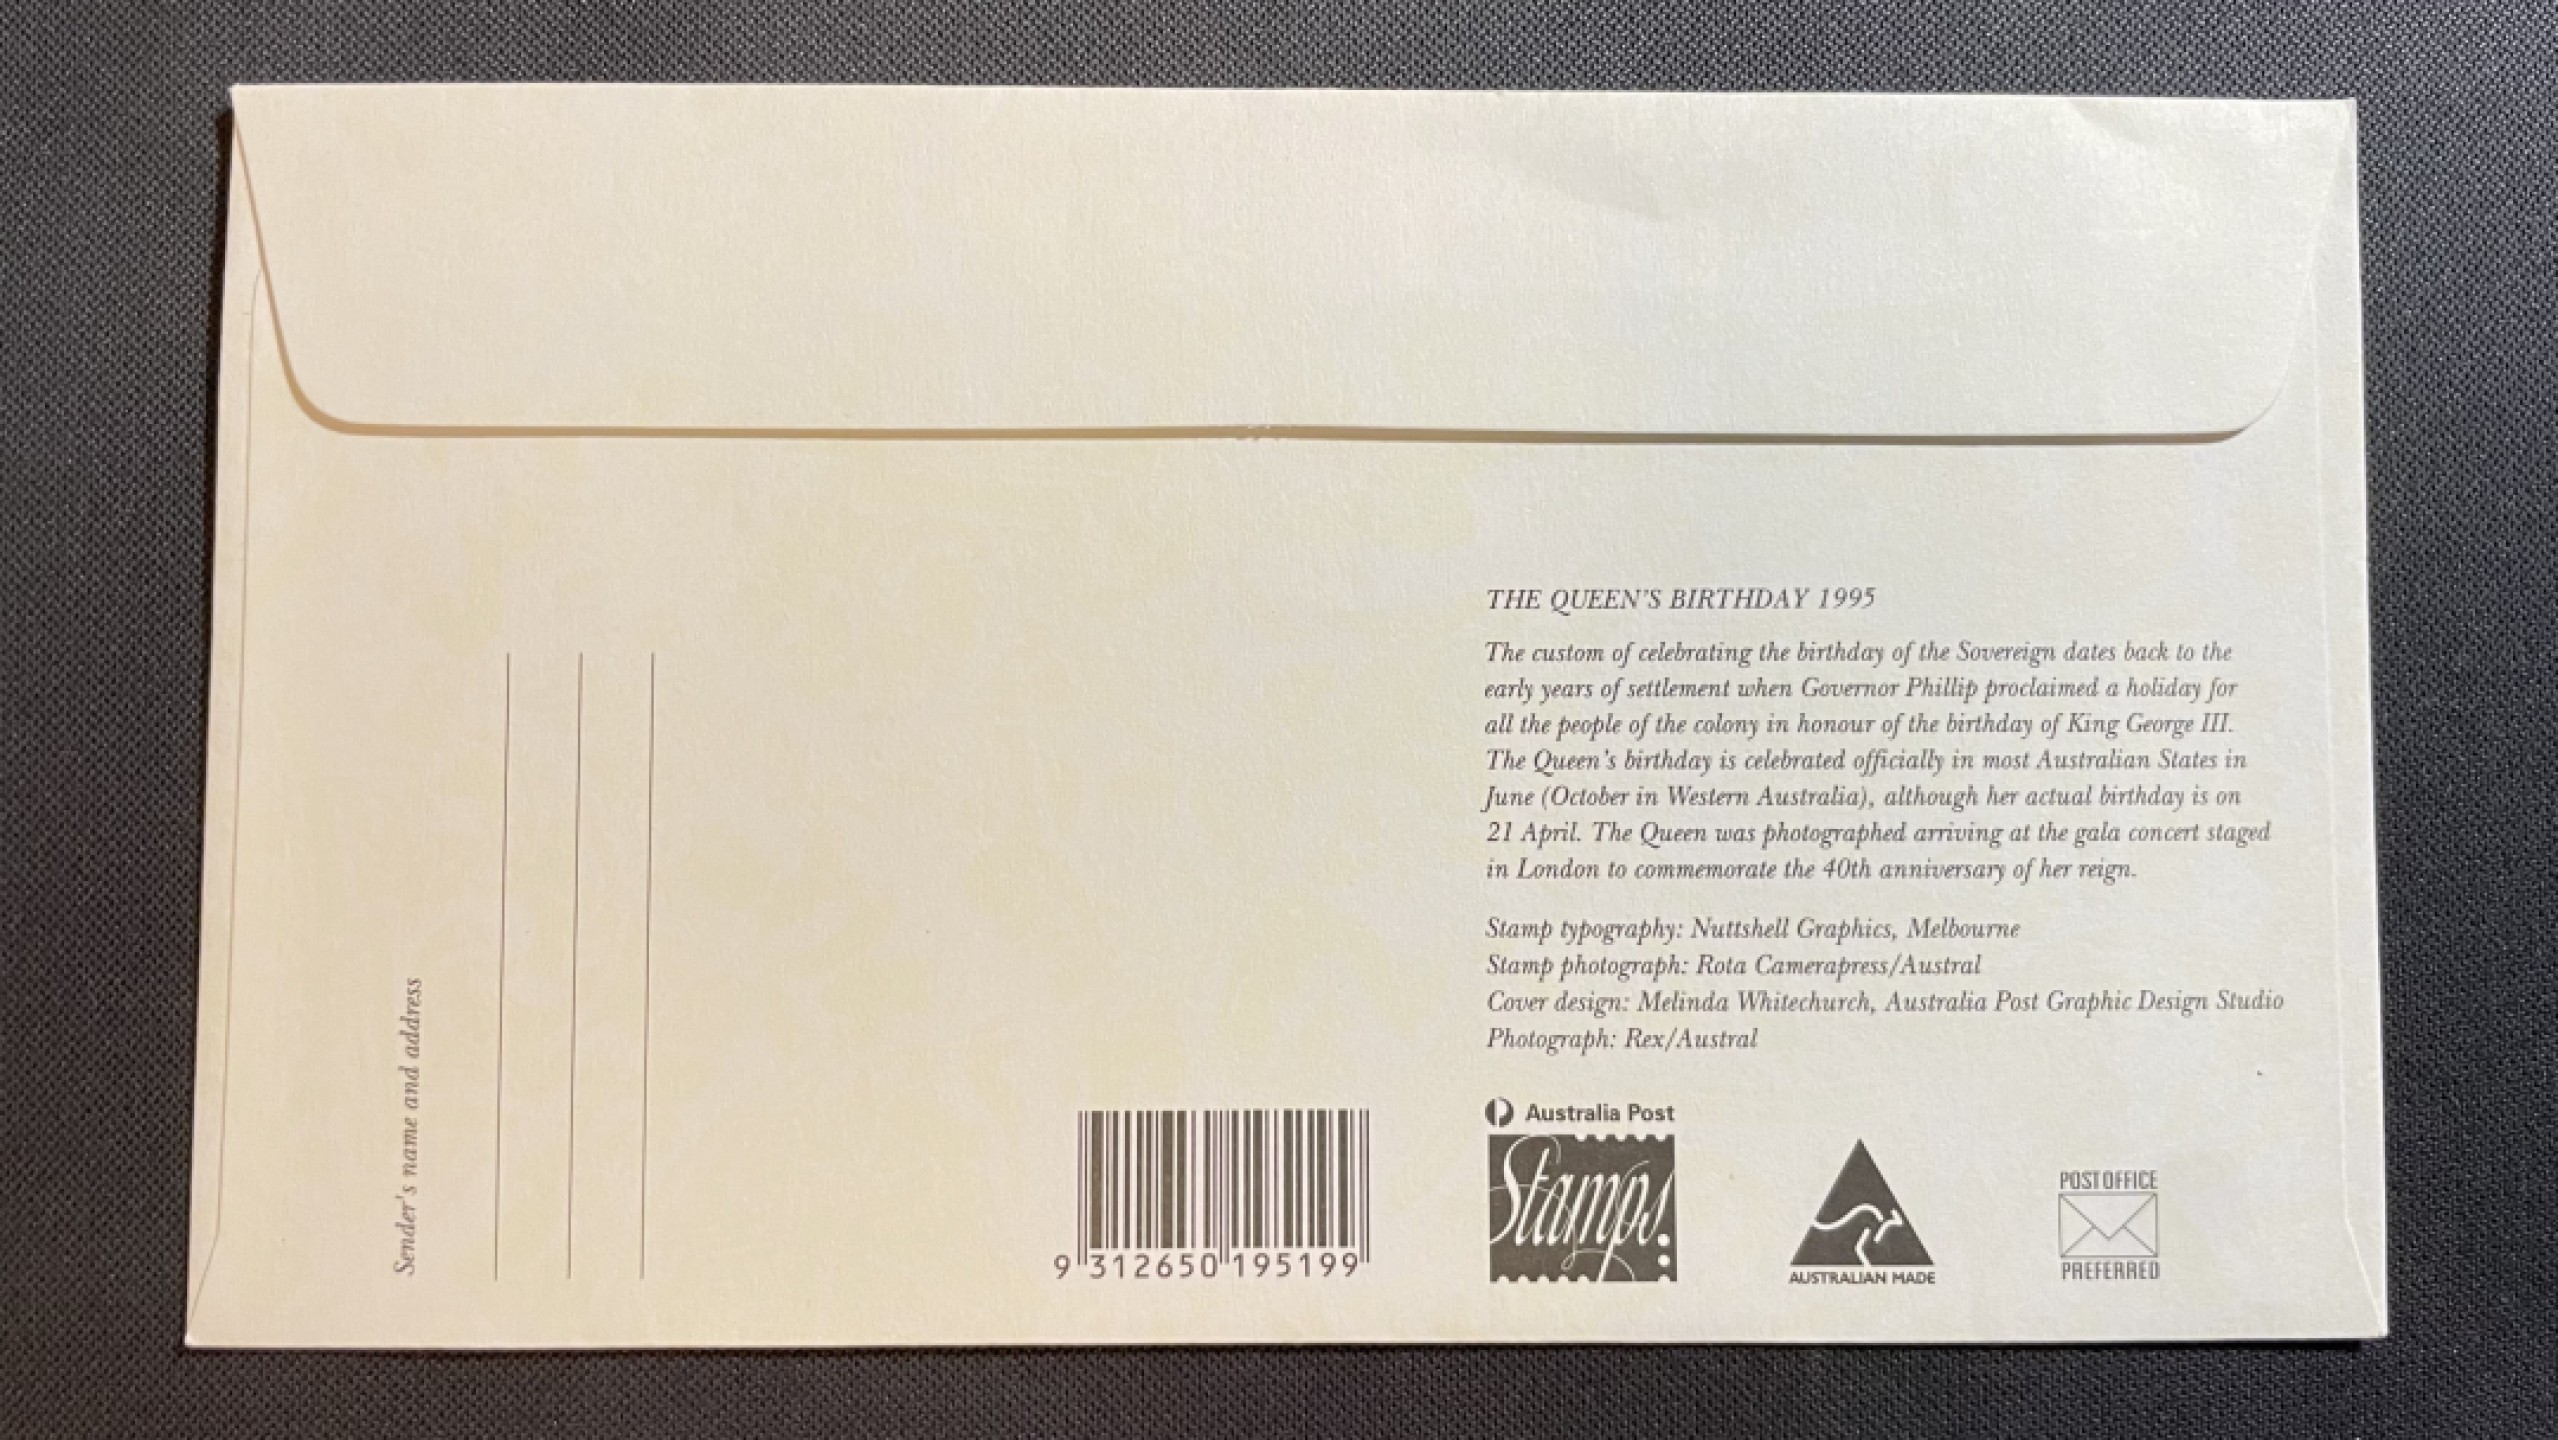 THE QUEEN'S BIRTHDAY 1995
The custom of celebrating the birthday of the Sovereign dates back to the
early years of settlement when Governor Phillip proclaimed a holiday for
all the people of the colony in honour of the birthday of King George III.
The Queen's birthday is celebrated officially in most Australian States in
June (October in Western Australia), although her actual birthday is on
21 April. The Queen was photographed arriving at the gala concert staged
in London to commemorate the 40th anniversary of her reign.
Stamp typography: Nuttshell Graphics, Melbourne
Stamp photograph: Rota Camerapress/Austral
Cover design: Melinda Whitechurch, Australia Post Graphic Design Studio
Photograph: Rex/Austral
Sender's name and address
9 312650 195199
Australia Post
Stamps
AUSTRALIAN MADE
POST OFFICE
PREFERRED